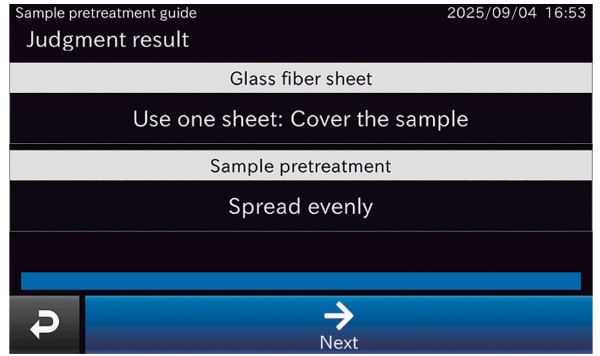 Sample pretreatment guide 2025/09/04 16:53
Judgment result
Glass fiber sheet
Use one sheet: Cover the sample
Sample pretreatment
Spread evenly
Next